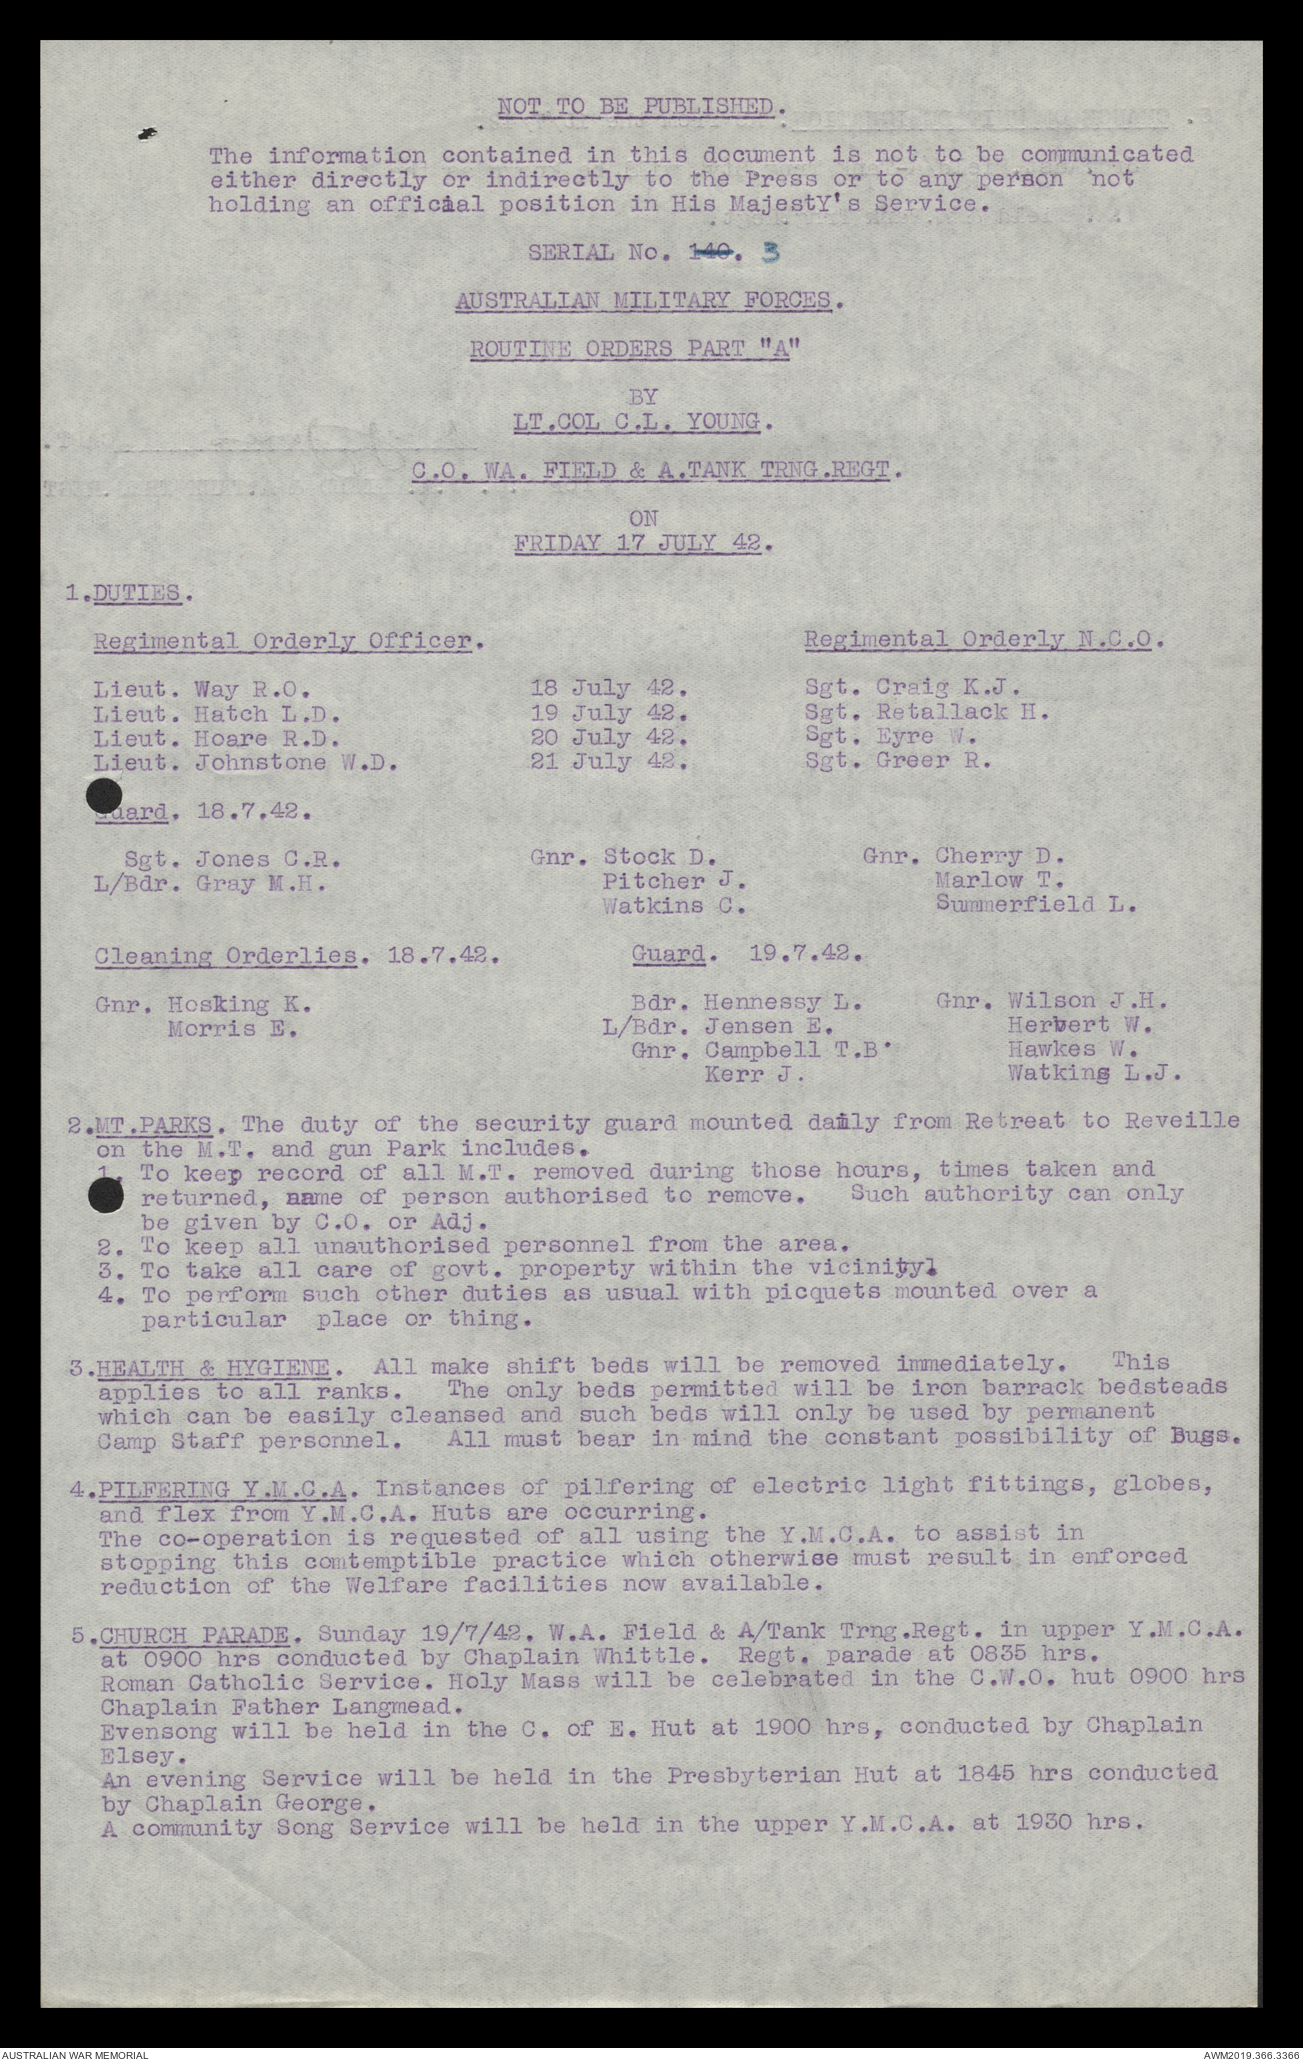 NOT TO BE PUBLISHED.
The information contained in this document is not to be communicated
either directly or indirectly to the Press or to any person not
holding an official position in His MajestY's Service.
SERIAL No. 140. 3
AUSTRALIAN MILITARY FORCES.
ROUTINE ORDERS PART "A"
BY
LT.COL C.L. YOUNG.
C.O. WA. FIELD & A.TANK TRNG.REGT.
ON
FRIDAY 17 JULY 42.
1.DUTIES.
Regimental Orderly Officer. Regimental Orderly N.C.O.
Lieut. Way R.O. 18 July 42. Sgt. Craig K.J.
Lieut. Hatch L.D. 19 July 42. Sgt. Retallack H.
Lieut. Hoare R.D. 20 July 42. Sgt. Eyre W.
Lieut. Johnstone W.D. 21 July 42. Sgt. Greer R.
Guard. 18.7.42.
Sgt. Jones C.R. Gnr. Stock D. Gnr. Cherry D.
L/Bdr. Gray M.H. Pitcher J. Marlow T.
Watkins C. Summerfield L.
Cleaning Orderlies. 18.7.42. Guard. 19.7.42.
Gnr. Hosking K. Bdr. Hennessy L. Gnr. Wilson J.H.
Morris E. L/Bdr. Jensen E. Herbert W.
Gnr. Campbell T.B. Hawkes W.
Kerr J. Watkins L.J.
2.MT.PARKS. The duty of the security guard mounted daily from Retreat to Reveille
on the M.T. and gun Park includes.
1. To keep record of all M.T. removed during those hours, times taken and
returned, name of person authorised to remove. Such authority can only
be given by C.O. or Adj.
2. To keep all unauthorised personnel from the area.
3. To take all care of govt. property within the vicinity.
4. To perform such other duties as usual with picquets mounted over a
particular place or thing.
3.HEALTH & HYGIENE. All make shift beds will be removed immediately. This
applies to all ranks. The only beds permitted will be iron barrack bedsteads
which can be easily cleansed and such beds will only be used by permanent
Camp Staff personnel. All must bear in mind the constant possibility of Bugs.
4.PILFERING Y.M.C.A. Instances of pilfering of electric light fittings, globes,
and flex from Y.M.C.A. Huts are occurring.
The co-operation is requested of all using the Y.M.C.A. to assist in
stopping this comtemptible practice which otherwise must result in enforced
reduction of the Welfare facilities now available.
5.CHURCH PARADE. Sunday 19/7/42. W.A. Field & A/Tank Trng.Regt. in upper Y.M.C.A.
at 0900 hrs conducted by Chaplain Whittle. Regt. parade at 0835 hrs.
Roman Catholic Service. Holy Mass will be celebrated in the C.W.O. hut 0900 hrs
Chaplain Father Langmead.
Evensong will be held in the C. of E. Hut at 1900 hrs, conducted by Chaplain
Elsey.
An evening Service will be held in the Presbyterian Hut at 1845 hrs conducted
by Chaplain George.
A community Song Service will be held in the upper Y.M.C.A. at 1930 hrs.
AUSTRALIAN WAR MEMORIAL AWM2019.366.3366